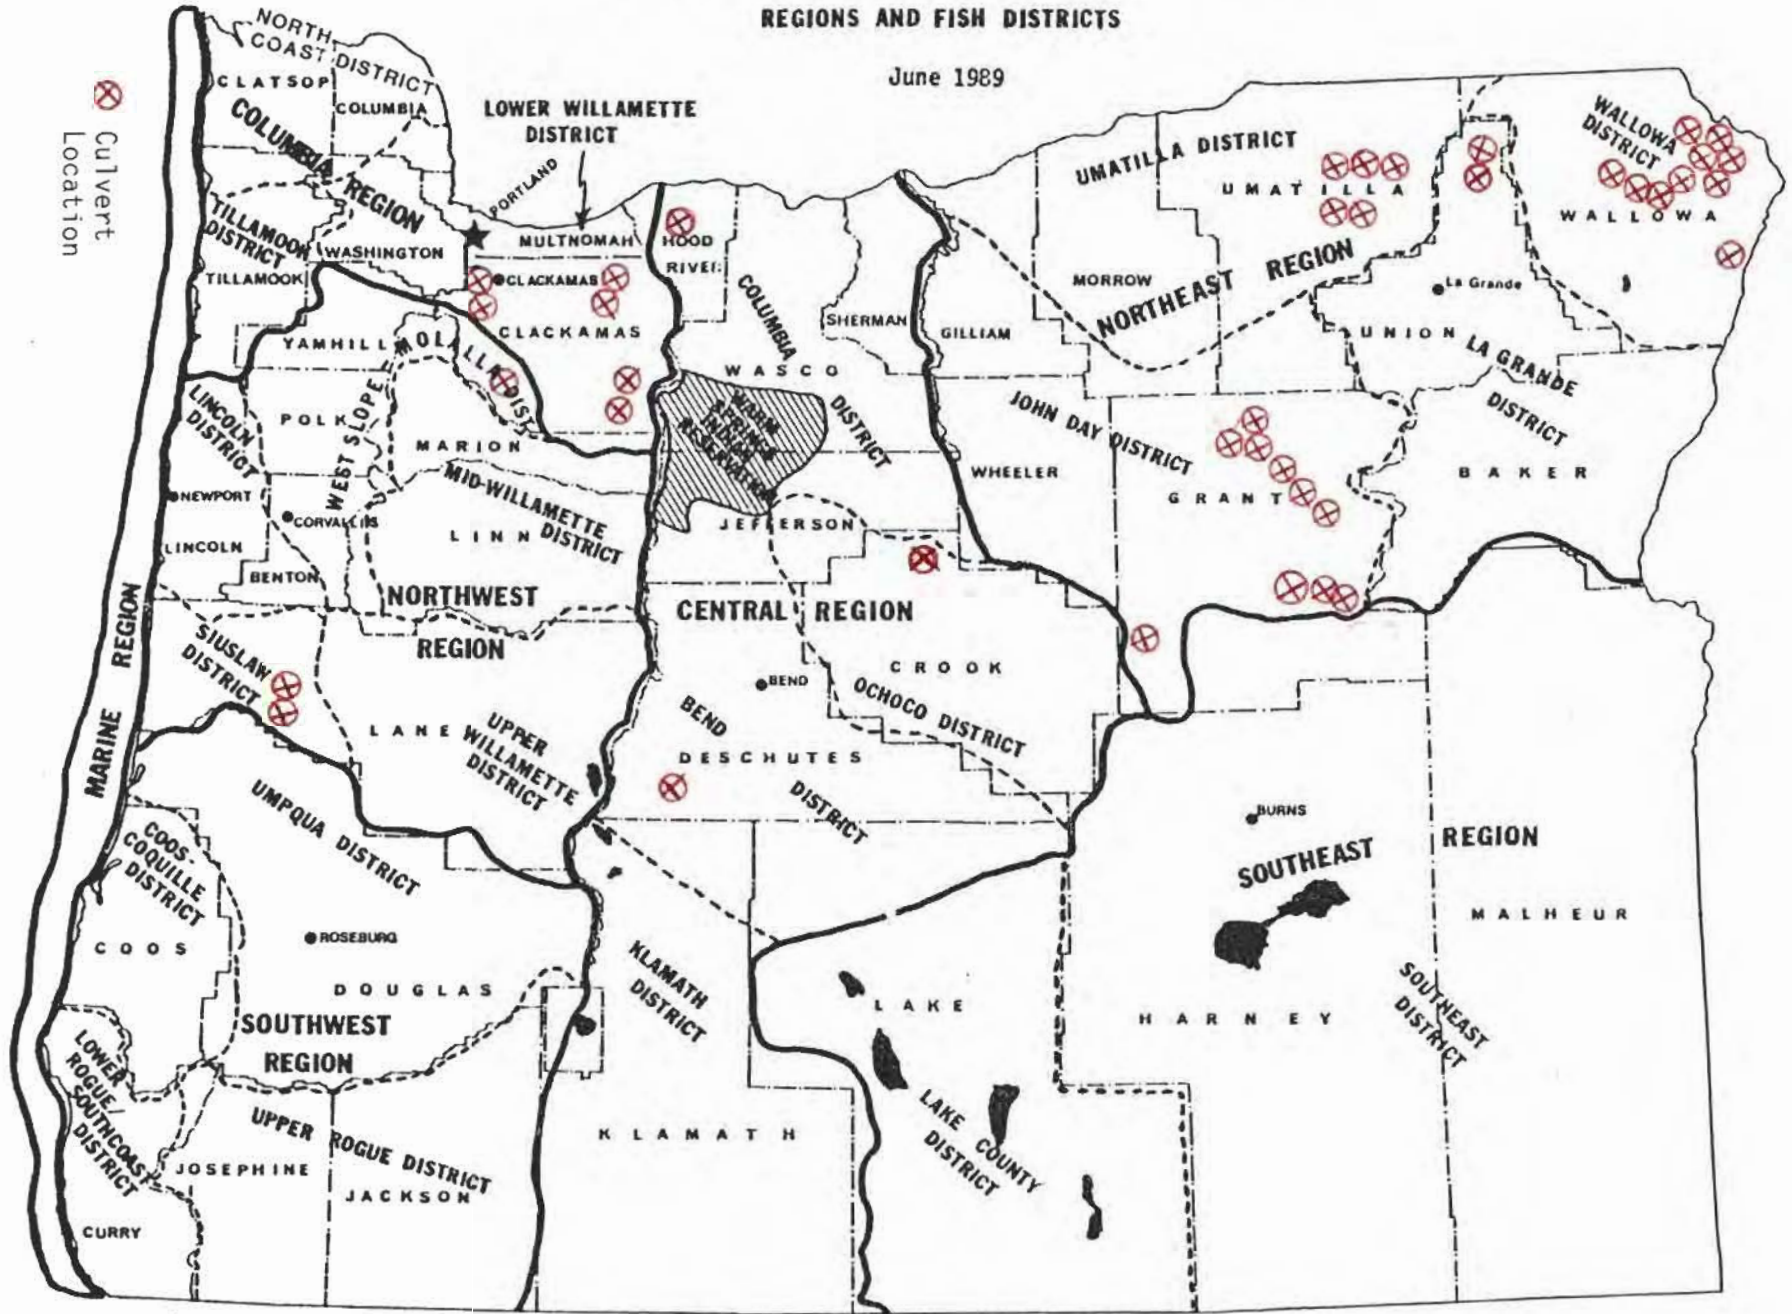 REGIONS AND FISH DISTRICTS
June 1989
Culvert
Location
NORTH
COAST DISTRICT
CLATSOP
COLUMBIA
COLUMBIA REGION
LOWER WILLAMETTE
DISTRICT
PORTLAND
TILLAMOOK
DISTRICT
TILLAMOOK
WASHINGTON
MULTNOMAH
HOOD
RIVER
CLACKAMAS
CLACKAMAS
YAMHILL
MOLALLA DIST.
POLK
WEST SLOPE
MARION
LINCOLN
DISTRICT
NEWPORT
CORVALLIS
LINCOLN
BENTON
MID-WILLAMETTE
DISTRICT
LINN
NORTHWEST
REGION
MARINE REGION
SIUSLAW
DISTRICT
LANE
UPPER
WILLAMETTE
DISTRICT
UMPQUA DISTRICT
COOS-
COQUILLE
DISTRICT
COOS
ROSEBURG
DOUGLAS
SOUTHWEST
REGION
LOWER
ROGUE/
SOUTHCOAST
DISTRICT
UPPER ROGUE DISTRICT
JOSEPHINE
JACKSON
CURRY
COLUMBIA
DISTRICT
WASCO
SHERMAN
WARM
SPRINGS
INDIAN
RESERVATION
JEFFERSON
CENTRAL REGION
CROOK
BEND
OCHOCO DISTRICT
BEND
DISTRICT
DESCHUTES
KLAMATH
DISTRICT
KLAMATH
LAKE
LAKE COUNTY
DISTRICT
UMATILLA DISTRICT
UMATILLA
MORROW
GILLIAM
NORTHEAST REGION
WALLOWA
DISTRICT
WALLOWA
La Grande
UNION
LA GRANDE
DISTRICT
BAKER
JOHN DAY DISTRICT
WHEELER
GRANT
BURNS
SOUTHEAST REGION
MALHEUR
HARNEY
SOUTHEAST
DISTRICT